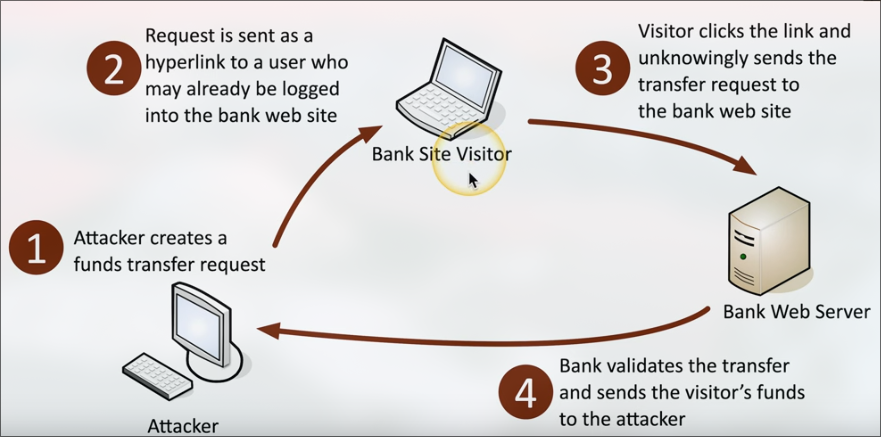 1
Attacker creates a
funds transfer request
Attacker
2
Request is sent as a
hyperlink to a user who
may already be logged
into the bank web site
Bank Site Visitor
3
Visitor clicks the link and
unknowingly sends the
transfer request to
the bank web site
Bank Web Server
4
Bank validates the transfer
and sends the visitor's funds
to the attacker